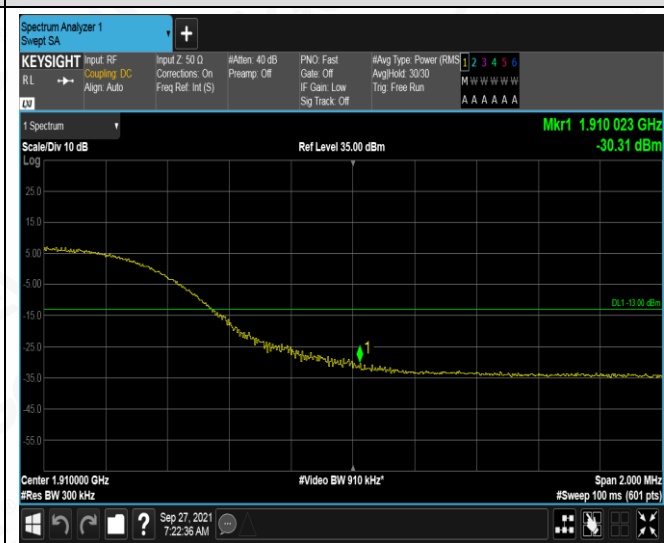 Spectrum Analyzer 1
Swept SA
+
KEYSIGHT
RL
LXI
Input: RF
Coupling: DC
Align: Auto
Input Z: 50 Ω
Corrections: On
Freq Ref: Int (S)
#Atten: 40 dB
Preamp: Off
PNO: Fast
Gate: Off
IF Gain: Low
Sig Track: Off
#Avg Type: Power (RMS
Avg|Hold: 30/30
Trig: Free Run
1 2 3 4 5 6
M W W W W W
A A A A A A
1 Spectrum
Mkr1 1.910 023 GHz
-30.31 dBm
Scale/Div 10 dB
Ref Level 35.00 dBm
Log
25.0
15.0
5.00
-5.00
DL1 -13.00 dBm
-15.0
-25.0
1
-35.0
-45.0
-55.0
Center 1.910000 GHz
#Video BW 910 kHz*
Span 2.000 MHz
#Res BW 300 kHz
#Sweep 100 ms (601 pts)
?
Sep 27, 2021
7:22:36 AM